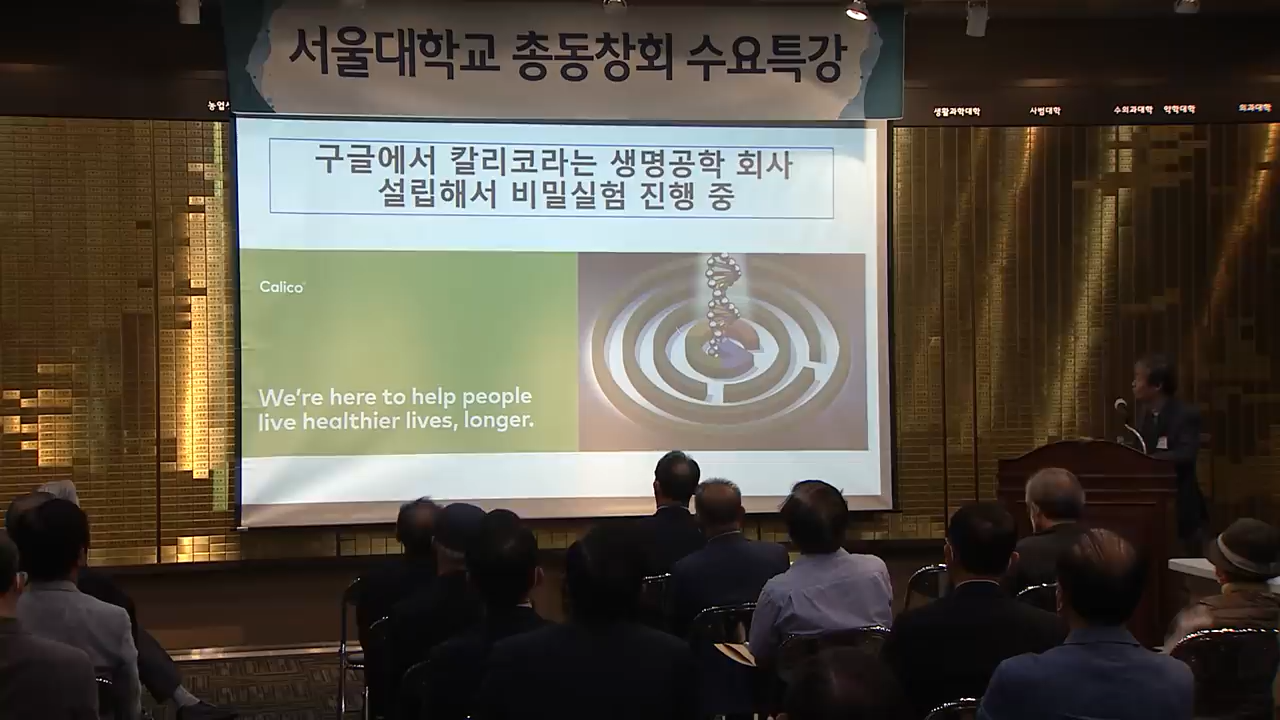 서울대학교 총동창회 수요특강
생활과학대학
사범대학
수의과대학
약학대학
의과대학
구글에서 칼리코라는 생명공학 회사
설립해서 비밀실험 진행 중
Calico
We're here to help people
live healthier lives, longer.